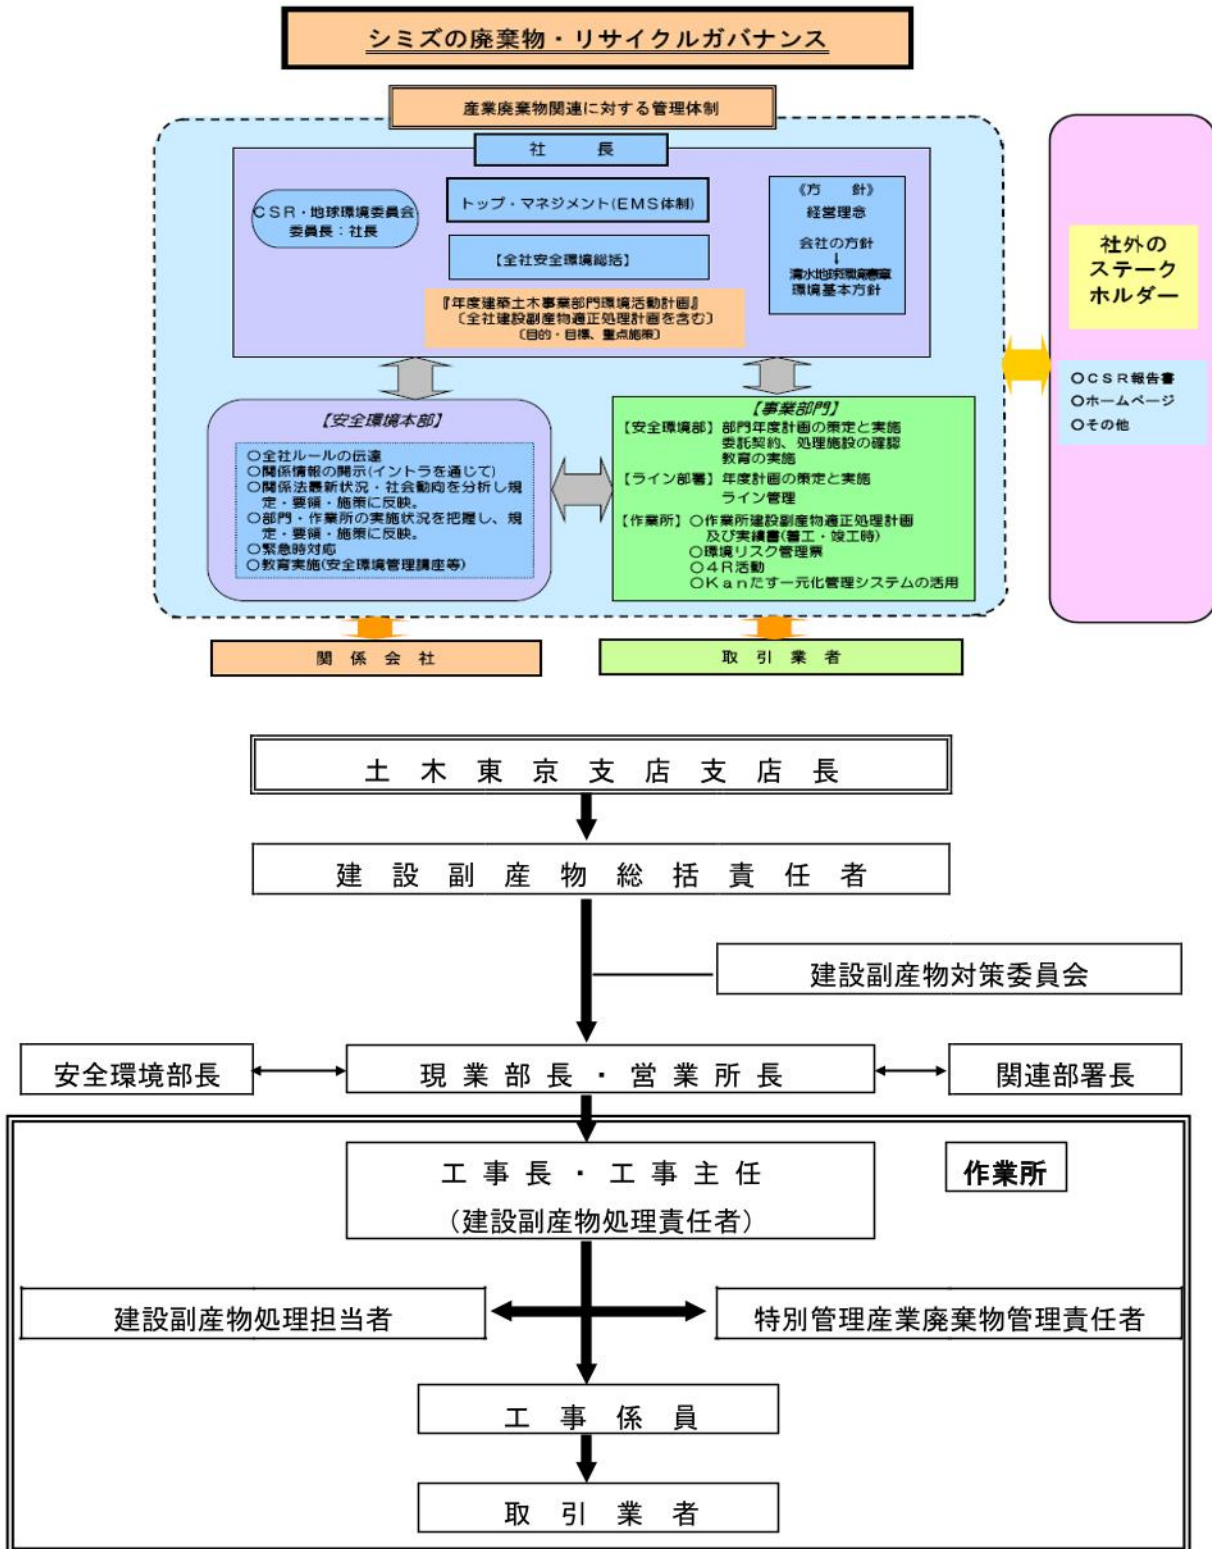 シミズの廃棄物・リサイクルガバナンス
産業廃棄物関連に対する管理体制
社　　長
CSR・地球環境委員会
委員長：社長
トップ・マネジメント(EMS体制)
【全社安全環境総括】
『年度建築土木事業部門環境活動計画』
〔全社建設副産物適正処理計画を含む〕
〔目的・目標、重点施策〕
《方　針》
経営理念
会社の方針
↓
清水地球環境憲章
環境基本方針
社外の
ステーク
ホルダー
○CSR報告書
○ホームページ
○その他
【安全環境本部】
○全社ルールの伝達
○関係情報の開示(イントラを通じて)
○関係法最新状況・社会動向を分析し規
定・要領・施策に反映。
○部門・作業所の実施状況を把握し、規
定・要領・施策に反映。
○緊急時対応
○教育実施(安全環境管理講座等)
【事業部門】
【安全環境部】部門年度計画の策定と実施
委託契約、処理施設の確認
教育の実施
【ライン部署】年度計画の策定と実施
ライン管理
【作業所】○作業所建設副産物適正処理計画
及び実績書(着工・竣工時)
○環境リスク管理票
○4R活動
○Kanたす一元化管理システムの活用
関係会社
取引業者
土木東京支店支店長
建設副産物総括責任者
建設副産物対策委員会
安全環境部長
現業部長・営業所長
関連部署長
工事長・工事主任
（建設副産物処理責任者）
作業所
建設副産物処理担当者
特別管理産業廃棄物管理責任者
工事係員
取引業者